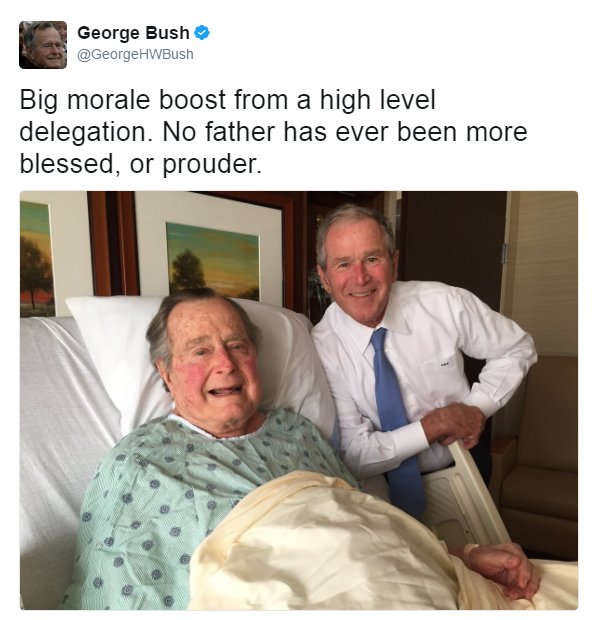 George Bush
@GeorgeHWBush
Big morale boost from a high level
delegation. No father has ever been more
blessed, or prouder.